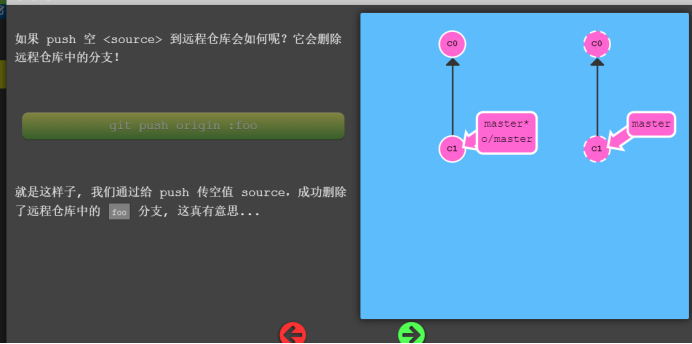 如果 push 空 <source> 到远程仓库会如何呢？它会删除
远程仓库中的分支！
git push origin :foo
就是这样子, 我们通过给 push 传空值 source，成功删除
了远程仓库中的 foo 分支, 这真有意思...
c0
c0
master*
o/master
master
c1
c1